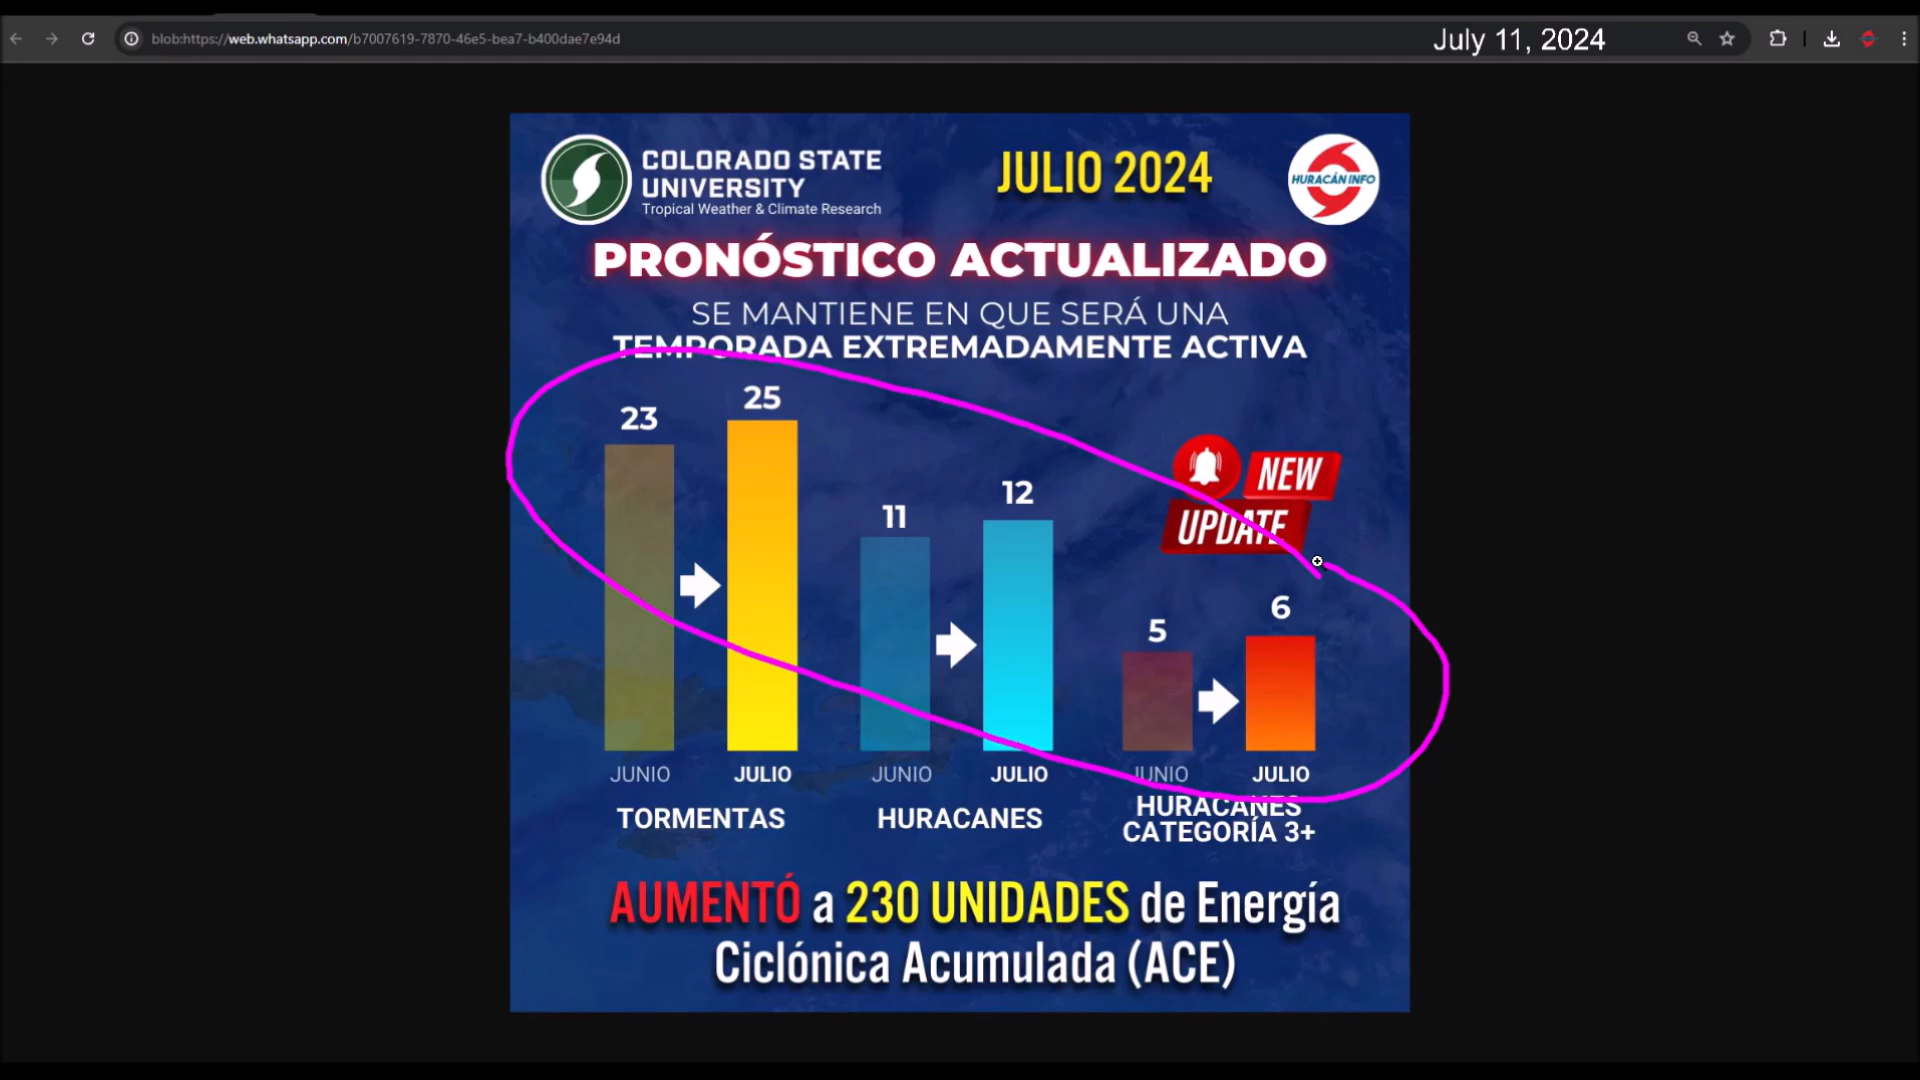 blob:https://web.whatsapp.com/b7007619-7870-46e5-bea7-b400dae7e94d
July 11, 2024
COLORADO STATE
UNIVERSITY
Tropical Weather & Climate Research
JULIO 2024
HURACÁN INFO
PRONÓSTICO ACTUALIZADO
SE MANTIENE EN QUE SERÁ UNA
TEMPORADA EXTREMADAMENTE ACTIVA
23
25
11
12
NEW
UPDATE
5
6
JUNIO
JULIO
JUNIO
JULIO
JUNIO
JULIO
TORMENTAS
HURACANES
HURACANES
CATEGORÍA 3+
AUMENTÓ a 230 UNIDADES de Energía
Ciclónica Acumulada (ACE)